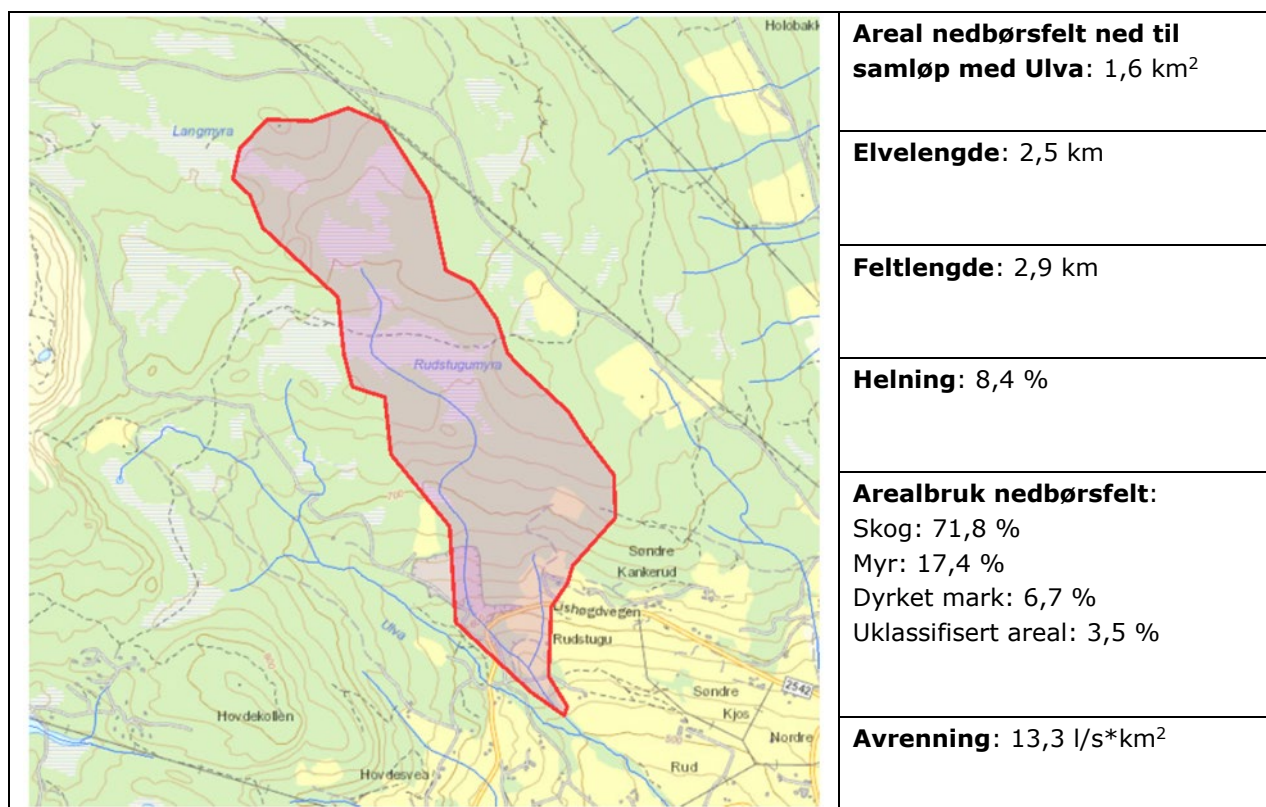 Holobakk
Langmyra
Rudstugumyra
700
Søndre
Kankerud
Ushøgdvegen
Rudstugu
Ulva
Hovdekollen
Søndre
Kjos
2542
Nordre
Rud
Hovdesvea
Areal nedbørsfelt ned til
samløp med Ulva: 1,6 km²
Elvelengde: 2,5 km
Feltlengde: 2,9 km
Helning: 8,4 %
Arealbruk nedbørsfelt:
Skog: 71,8 %
Myr: 17,4 %
Dyrket mark: 6,7 %
Uklassifisert areal: 3,5 %
Avrenning: 13,3 l/s*km²